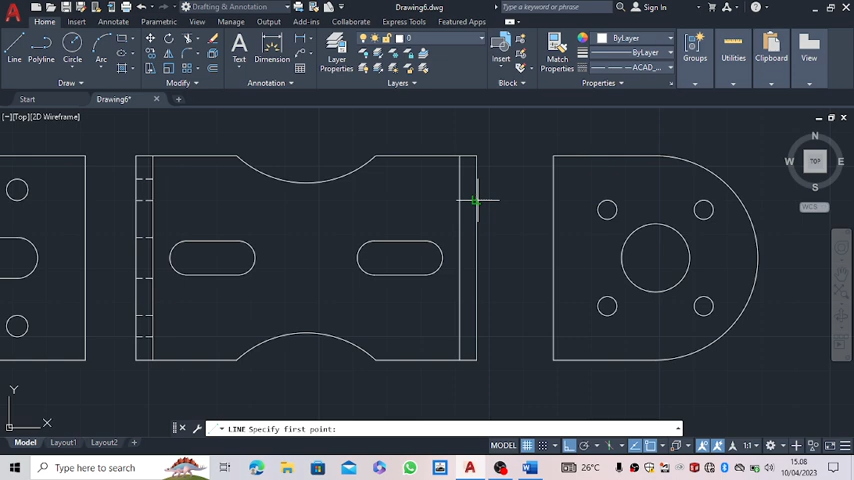 Drafting & Annotation
Drawing6.dwg
Type a keyword or phrase
Sign In
Home
Insert
Annotate
Parametric
View
Manage
Output
Add-ins
Collaborate
Express Tools
Featured Apps
Line
Polyline
Circle
Arc
Text
Dimension
Layer
Properties
0
Insert
Match
Properties
ByLayer
ByLayer
ACAD_...
Groups
Utilities
Clipboard
View
Draw
Modify
Annotation
Layers
Block
Properties
Start
Drawing6*
[−][Top][2D Wireframe]
N
W
TOP
E
S
WCS
Y
X
LINE Specify first point:
Model
Layout1
Layout2
MODEL
1:1
Type here to search
26°C
15.08
10/04/2023